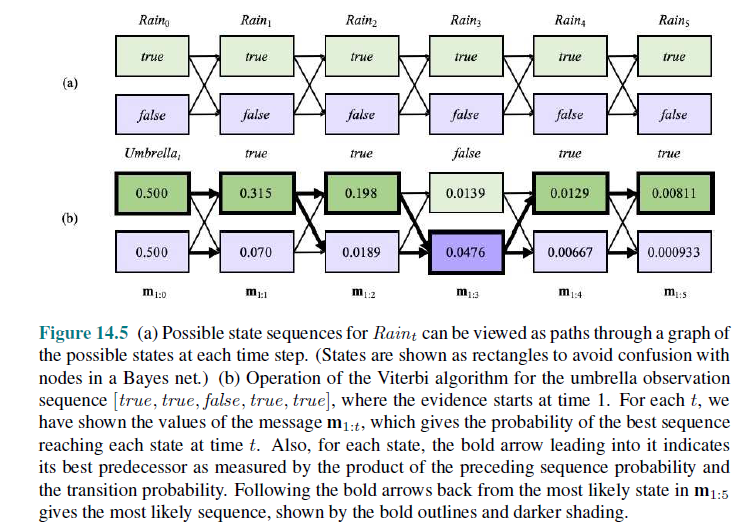 Rain₀ Rain₁ Rain₂ Rain₃ Rain₄ Rain₅
true true true true true true
(a)
false false false false false false
Umbrellaₜ true true false true true
0.500 0.315 0.198 0.0139 0.0129 0.00811
(b)
0.500 0.070 0.0189 0.0476 0.00667 0.000933
m₁:₀ m₁:₁ m₁:₂ m₁:₃ m₁:₄ m₁:₅
Figure 14.5 (a) Possible state sequences for Rainₜ can be viewed as paths through a graph of
the possible states at each time step. (States are shown as rectangles to avoid confusion with
nodes in a Bayes net.) (b) Operation of the Viterbi algorithm for the umbrella observation
sequence [true, true, false, true, true], where the evidence starts at time 1. For each t, we
have shown the values of the message m₁:ₜ, which gives the probability of the best sequence
reaching each state at time t. Also, for each state, the bold arrow leading into it indicates
its best predecessor as measured by the product of the preceding sequence probability and
the transition probability. Following the bold arrows back from the most likely state in m₁:₅
gives the most likely sequence, shown by the bold outlines and darker shading.